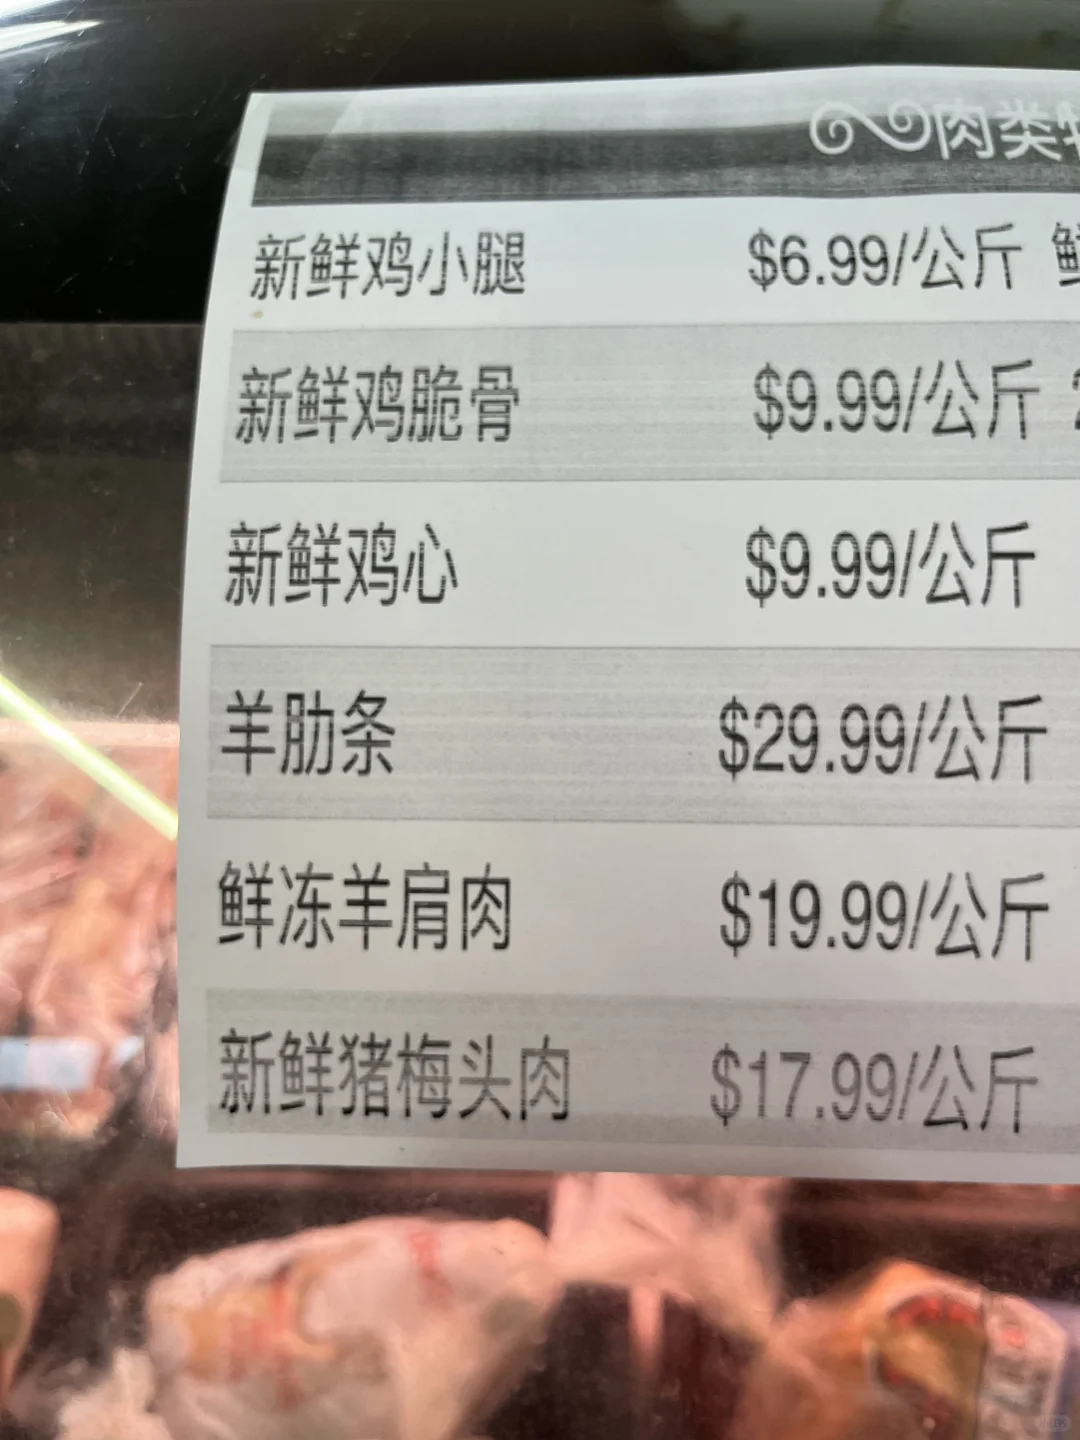 肉类
新鲜鸡小腿 $6.99/公斤
新鲜鸡脆骨 $9.99/公斤
新鲜鸡心 $9.99/公斤
羊肋条 $29.99/公斤
鲜冻羊肩肉 $19.99/公斤
新鲜猪梅头肉 $17.99/公斤